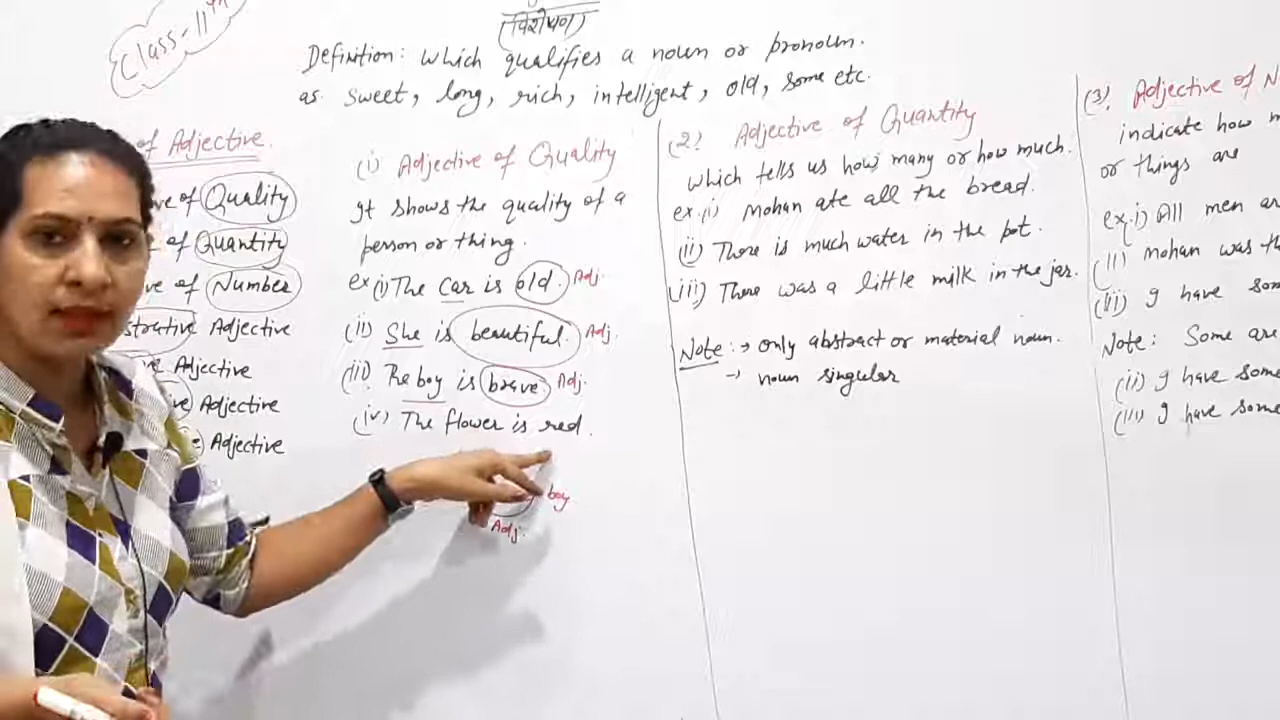 Class-11th
(विशेषण)
Definition: Which qualifies a noun or pronoun.
as sweet, long, rich, intelligent, old, some etc.
of Adjective.
ve of Quality
of Quantity
ve of Number
strative Adjective
ve Adjective
ive Adjective
e Adjective
(i) Adjective of Quality
It shows the quality of a
person or thing.
ex (i) The car is old. Adj.
(ii) She is beautiful. Adj.
(iii) The boy is brave. Adj.
(iv) The flower is red.
boy
Adj.
(2) Adjective of Quantity
Which tells us how many or how much.
ex. (i) Mohan ate all the bread.
(ii) There is much water in the pot.
(iii) There was a little milk in the jar.
Note: → only abstract or material noun.
→ noun singular
(3) Adjective of N
indicate how m
or things are
ex. i) All men ar
(ii) Mohan was th
(iii) I have som
Note: Some are
(ii) I have some
(iii) I have some